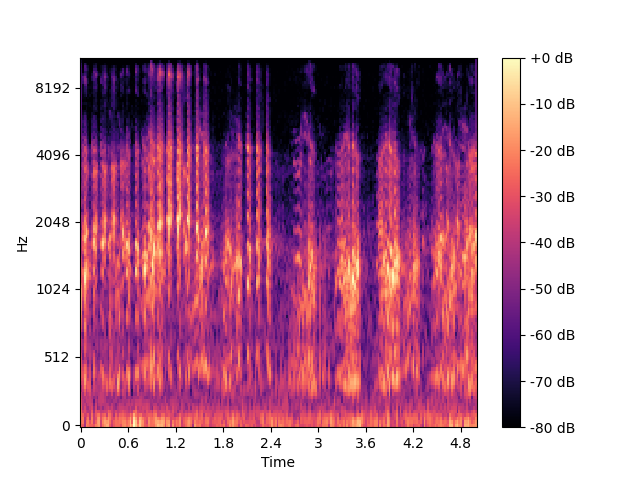 +0 dB
8192
-10 dB
4096
-20 dB
-30 dB
2048
Hz
-40 dB
1024
-50 dB
-60 dB
512
-70 dB
0
-80 dB
0 0.6 1.2 1.8 2.4 3 3.6 4.2 4.8
Time